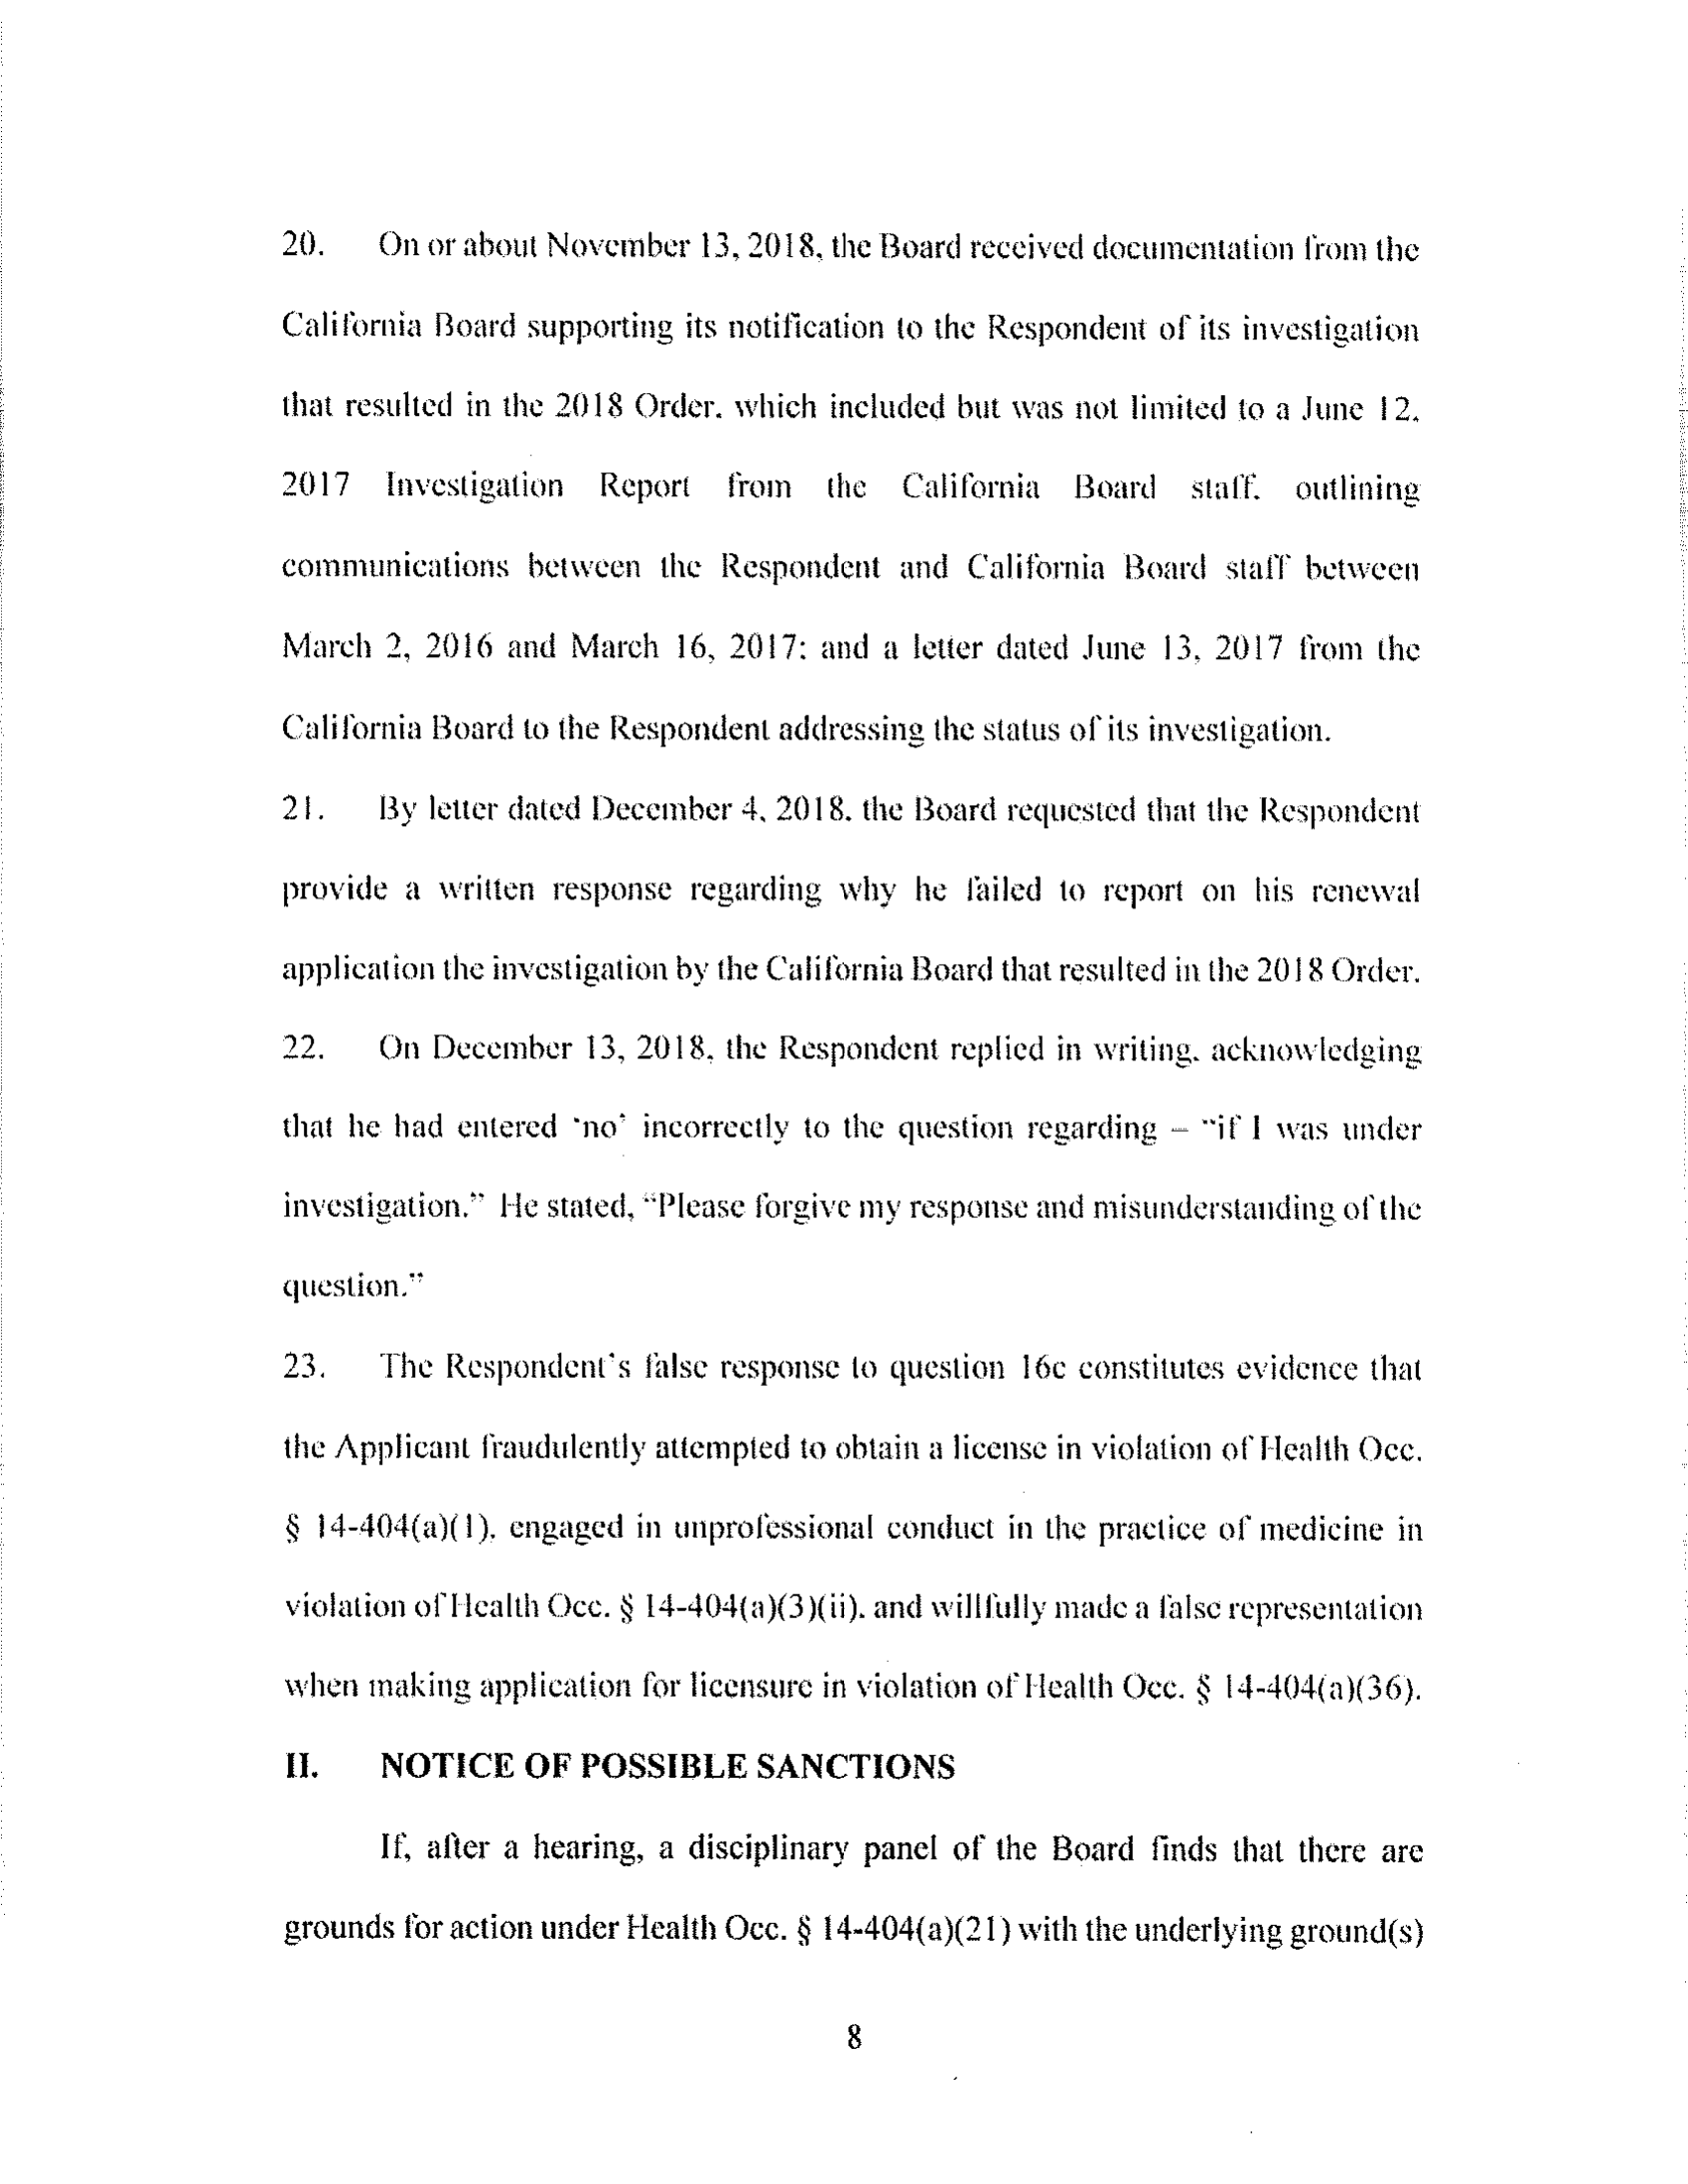 20. On or about November 13, 2018, the Board received documentation from the
California Board supporting its notification to the Respondent of its investigation
that resulted in the 2018 Order, which included but was not limited to a June 12,
2017 Investigation Report from the California Board staff, outlining
communications between the Respondent and California Board staff between
March 2, 2016 and March 16, 2017; and a letter dated June 13, 2017 from the
California Board to the Respondent addressing the status of its investigation.
21. By letter dated December 4, 2018, the Board requested that the Respondent
provide a written response regarding why he failed to report on his renewal
application the investigation by the California Board that resulted in the 2018 Order.
22. On December 13, 2018, the Respondent replied in writing, acknowledging
that he had entered 'no' incorrectly to the question regarding – "if I was under
investigation." He stated, "Please forgive my response and misunderstanding of the
question."
23. The Respondent's false response to question 16c constitutes evidence that
the Applicant fraudulently attempted to obtain a license in violation of Health Occ.
§ 14-404(a)(1), engaged in unprofessional conduct in the practice of medicine in
violation of Health Occ. § 14-404(a)(3)(ii), and willfully made a false representation
when making application for licensure in violation of Health Occ. § 14-404(a)(36).
II. NOTICE OF POSSIBLE SANCTIONS
If, after a hearing, a disciplinary panel of the Board finds that there are
grounds for action under Health Occ. § 14-404(a)(21) with the underlying ground(s)
8